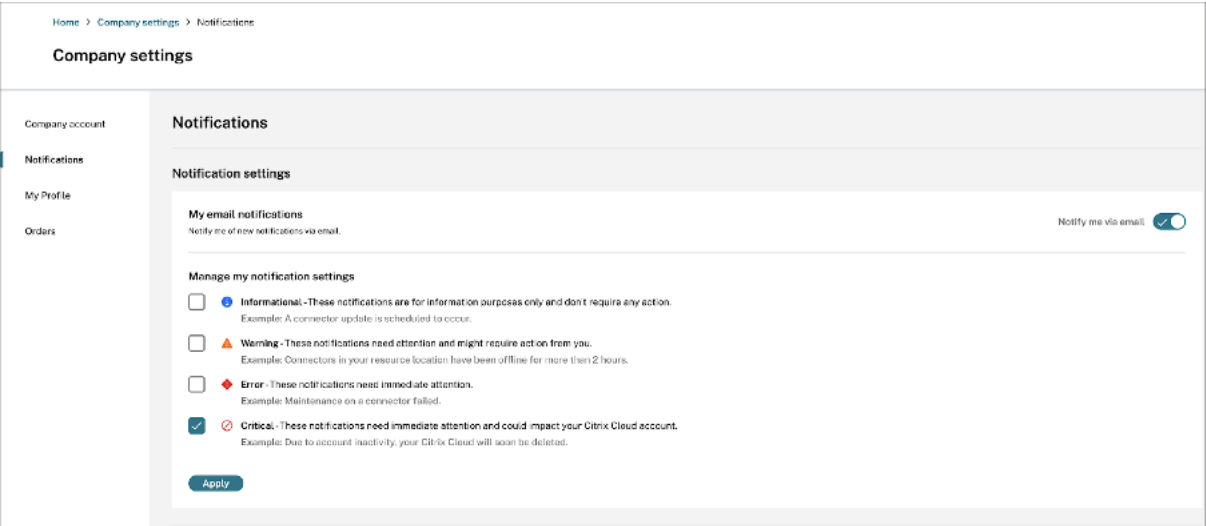 Home > Company settings > Notifications
Company settings
Company account
Notifications
My Profile
Orders
Notifications
Notification settings
My email notifications
Notify me of new notifications via email.
Notify me via email
Manage my notification settings
Informational - These notifications are for information purposes only and don't require any action.
Example: A connector update is scheduled to occur.
Warning - These notifications need attention and might require action from you.
Example: Connectors in your resource location have been offline for more than 2 hours.
Error - These notifications need immediate attention.
Example: Maintenance on a connector failed.
Critical - These notifications need immediate attention and could impact your Citrix Cloud account.
Example: Due to account inactivity, your Citrix Cloud will soon be deleted.
Apply